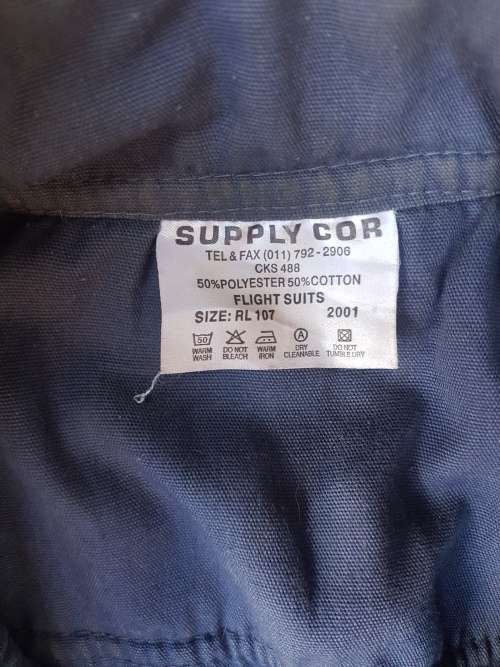 SUPPLY COR
TEL & FAX (011) 792-2906
CKS 488
50%POLYESTER 50%COTTON
FLIGHT SUITS
SIZE: RL 107 2001
50 A
WARM WASH DO NOT BLEACH WARM IRON DRY CLEANABLE DO NOT TUMBLE DRY